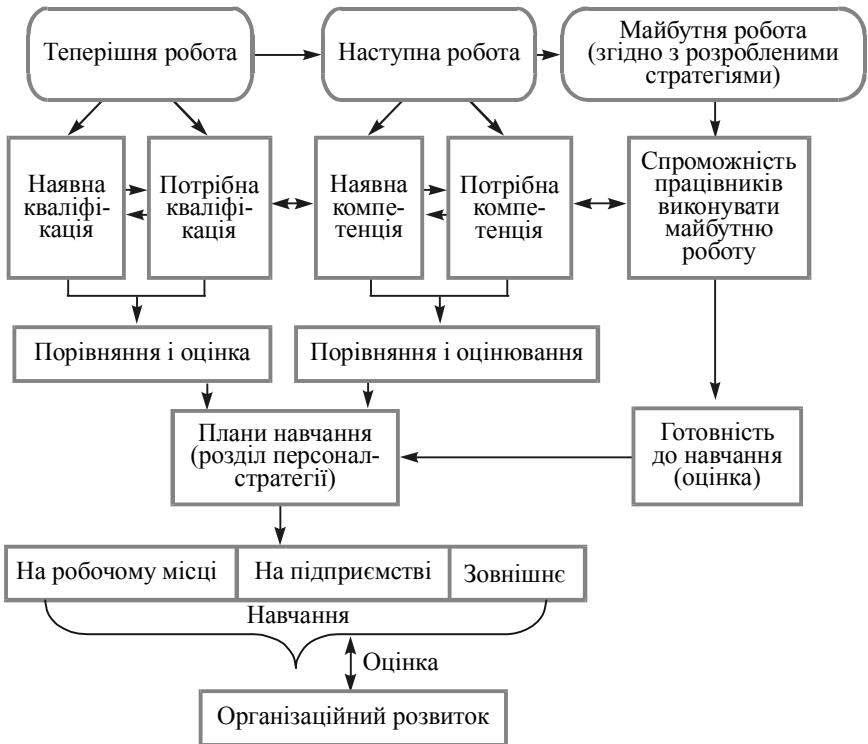 Теперішня робота
Наступна робота
Майбутня робота
(згідно з розробленими
стратегіями)
Наявна
кваліфі-
кація
Потрібна
кваліфі-
кація
Наявна
компе-
тенція
Потрібна
компе-
тенція
Спроможність
працівників
виконувати
майбутню
роботу
Порівняння і оцінка
Порівняння і оцінювання
Плани навчання
(розділ персонал-
стратегії)
Готовність
до навчання
(оцінка)
На робочому місці
На підприємстві
Зовнішнє
Навчання
Оцінка
Організаційний розвиток